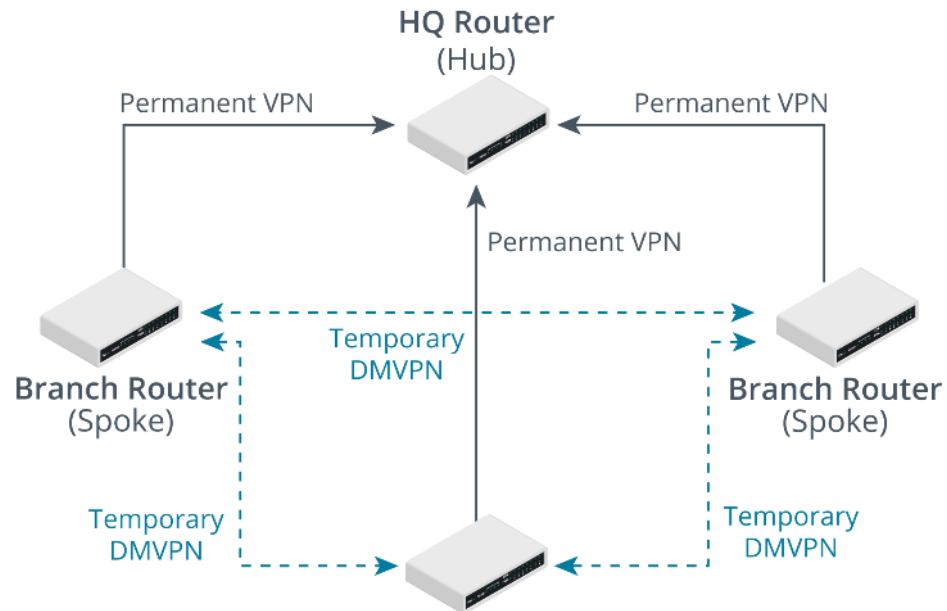 HQ Router
(Hub)
Permanent VPN
Permanent VPN
Permanent VPN
Temporary
DMVPN
Branch Router
(Spoke)
Branch Router
(Spoke)
Temporary
DMVPN
Temporary
DMVPN